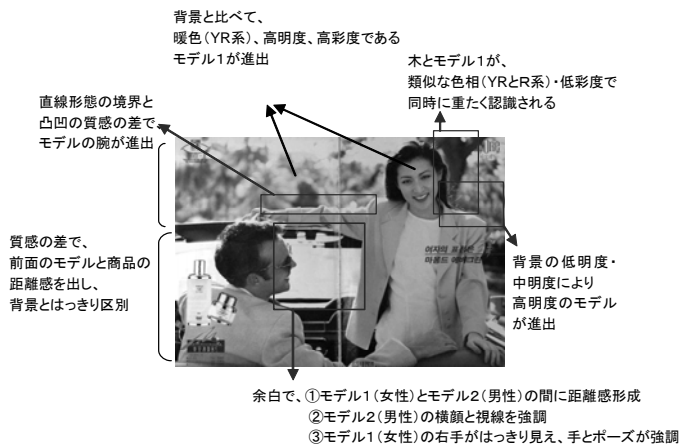 背景と比べて、
暖色(YR系)、高明度、高彩度である
モデル1が進出
木とモデル1が、
類似な色相(YRとR系)・低彩度で
同時に重たく認識される
直線形態の境界と
凸凹の質感の差で、
モデルの腕が進出
質感の差で、
前面のモデルと商品の
距離感を出し、
背景とはっきり区別
여자의
마몽드
背景の低明度・
中明度により
高明度のモデル
が進出
余白で、①モデル1(女性)とモデル2(男性)の間に距離感形成
②モデル2(男性)の横顔と視線を強調
③モデル1(女性)の右手がはっきり見え、手とポーズが強調